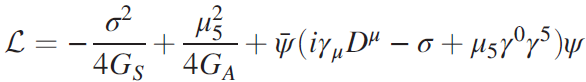 ℒ = − σ²/4G_S + μ₅²/4G_A + ψ̄(iγ_μD^μ − σ + μ₅γ⁰γ⁵)ψ